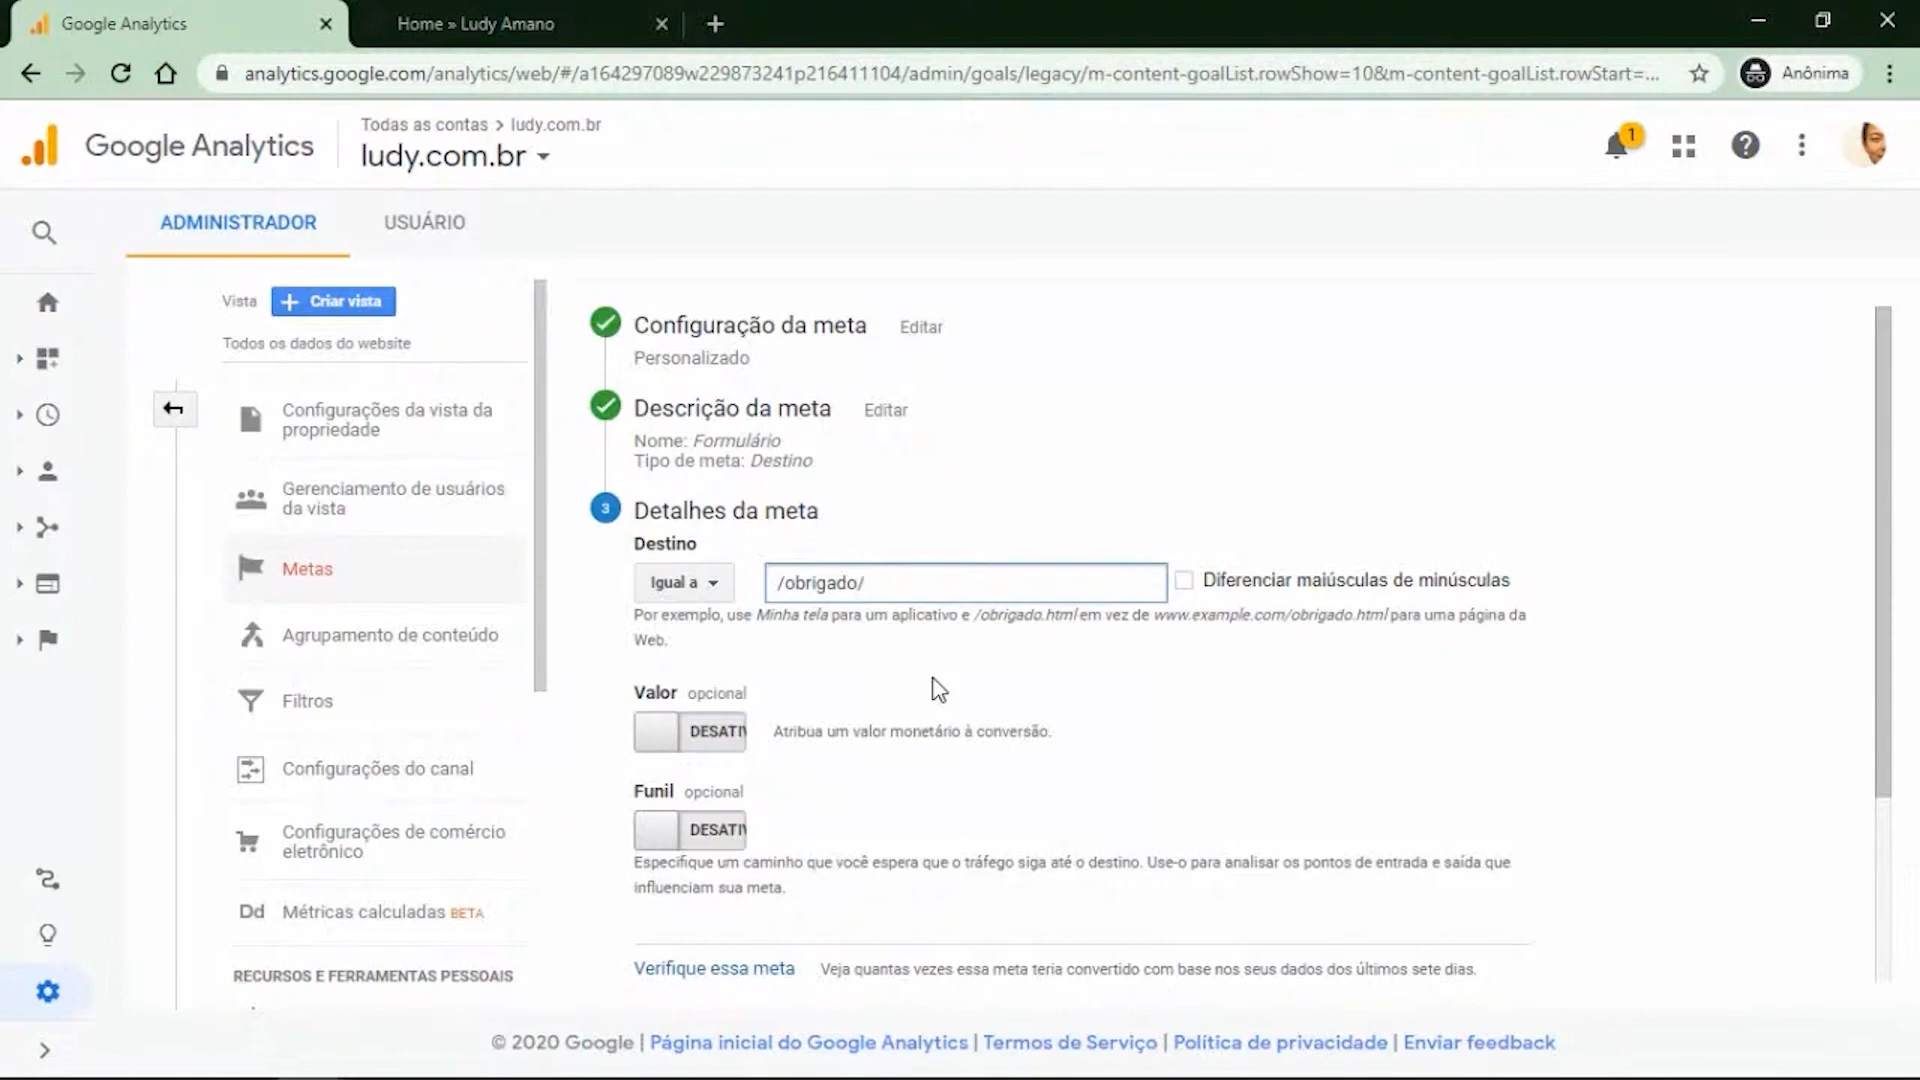 Google Analytics
Home » Ludy Amano
analytics.google.com/analytics/web/#/a164297089w229873241p216411104/admin/goals/legacy/m-content-goalList.rowShow=10&m-content-goalList.rowStart=...
Anônima
Google Analytics
Todas as contas > ludy.com.br
ludy.com.br
1
ADMINISTRADOR
USUÁRIO
Vista
+ Criar vista
Todos os dados do website
Configurações da vista da
propriedade
Gerenciamento de usuários
da vista
Metas
Agrupamento de conteúdo
Filtros
Configurações do canal
Configurações de comércio
eletrônico
Dd Métricas calculadas BETA
RECURSOS E FERRAMENTAS PESSOAIS
Configuração da meta Editar
Personalizado
Descrição da meta Editar
Nome: Formulário
Tipo de meta: Destino
3 Detalhes da meta
Destino
Igual a /obrigado/ Diferenciar maiúsculas de minúsculas
Por exemplo, use Minha tela para um aplicativo e /obrigado.html em vez de www.example.com/obrigado.html para uma página da
Web.
Valor opcional
DESATIV Atribua um valor monetário à conversão.
Funil opcional
DESATIV
Especifique um caminho que você espera que o tráfego siga até o destino. Use-o para analisar os pontos de entrada e saída que
influenciam sua meta.
Verifique essa meta Veja quantas vezes essa meta teria convertido com base nos seus dados dos últimos sete dias.
© 2020 Google | Página inicial do Google Analytics | Termos de Serviço | Política de privacidade | Enviar feedback